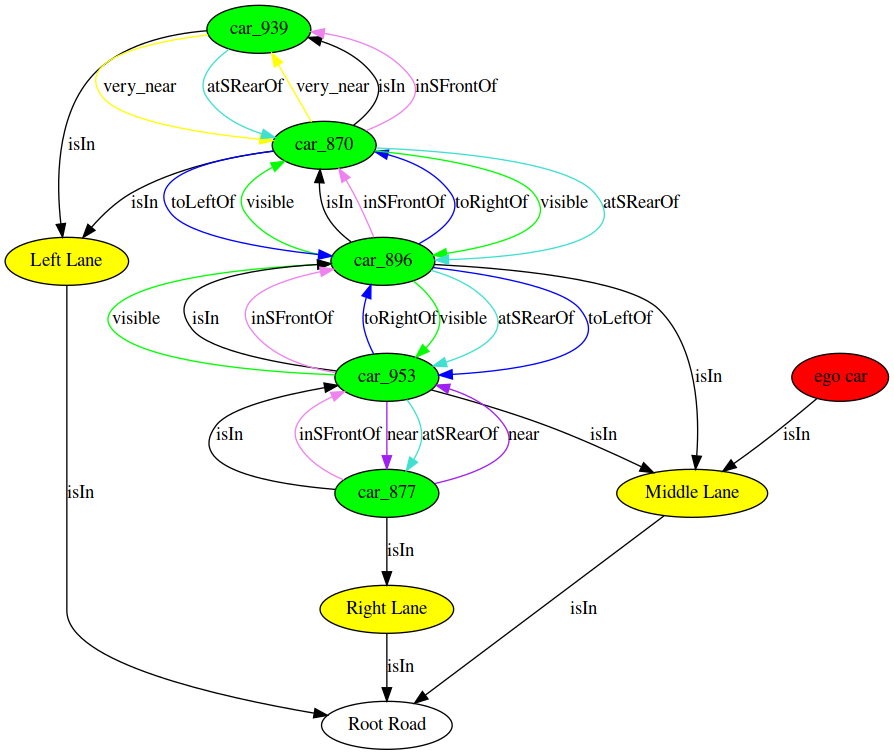 car_939
very_near atSRearOf very_near isIn inSFrontOf
car_870
isIn
isIn toLeftOf visible isIn inSFrontOf toRightOf visible atSRearOf
Left Lane
car_896
visible isIn inSFrontOf toRightOf visible atSRearOf toLeftOf
car_953
isIn
ego car
isIn inSFrontOf near atSRearOf near isIn isIn
isIn
car_877
Middle Lane
isIn
Right Lane
isIn
isIn
Root Road